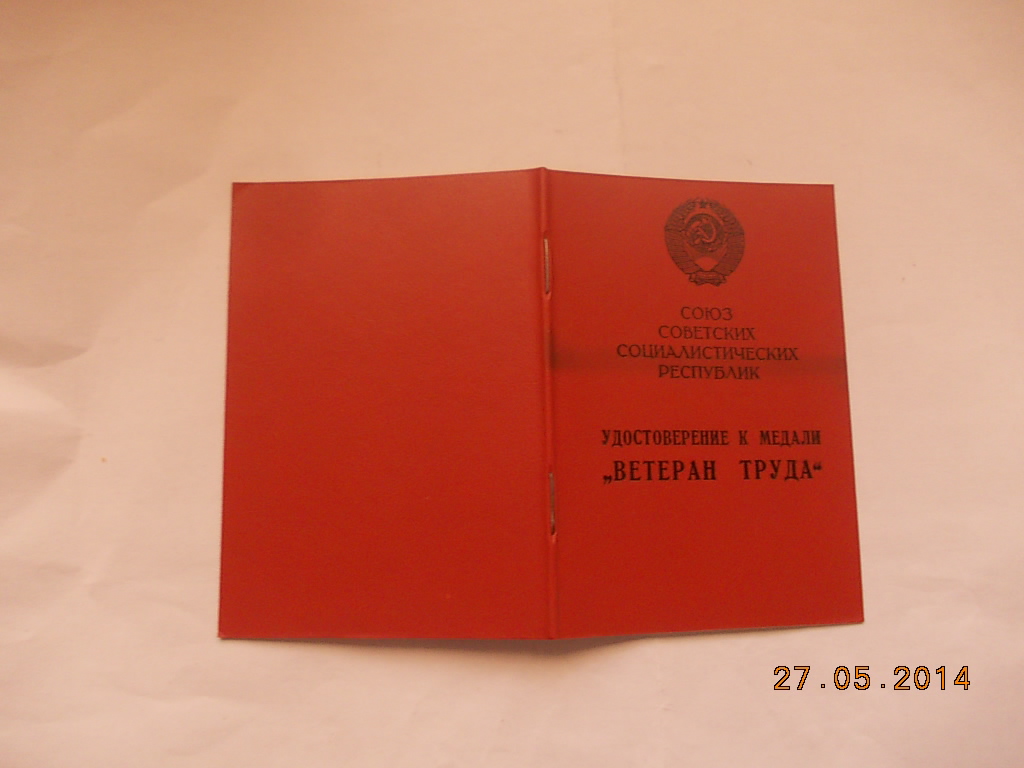 СОЮЗ
СОВЕТСКИХ
СОЦИАЛИСТИЧЕСКИХ
РЕСПУБЛИК
УДОСТОВЕРЕНИЕ К МЕДАЛИ
„ВЕТЕРАН ТРУДА“
27.05.2014